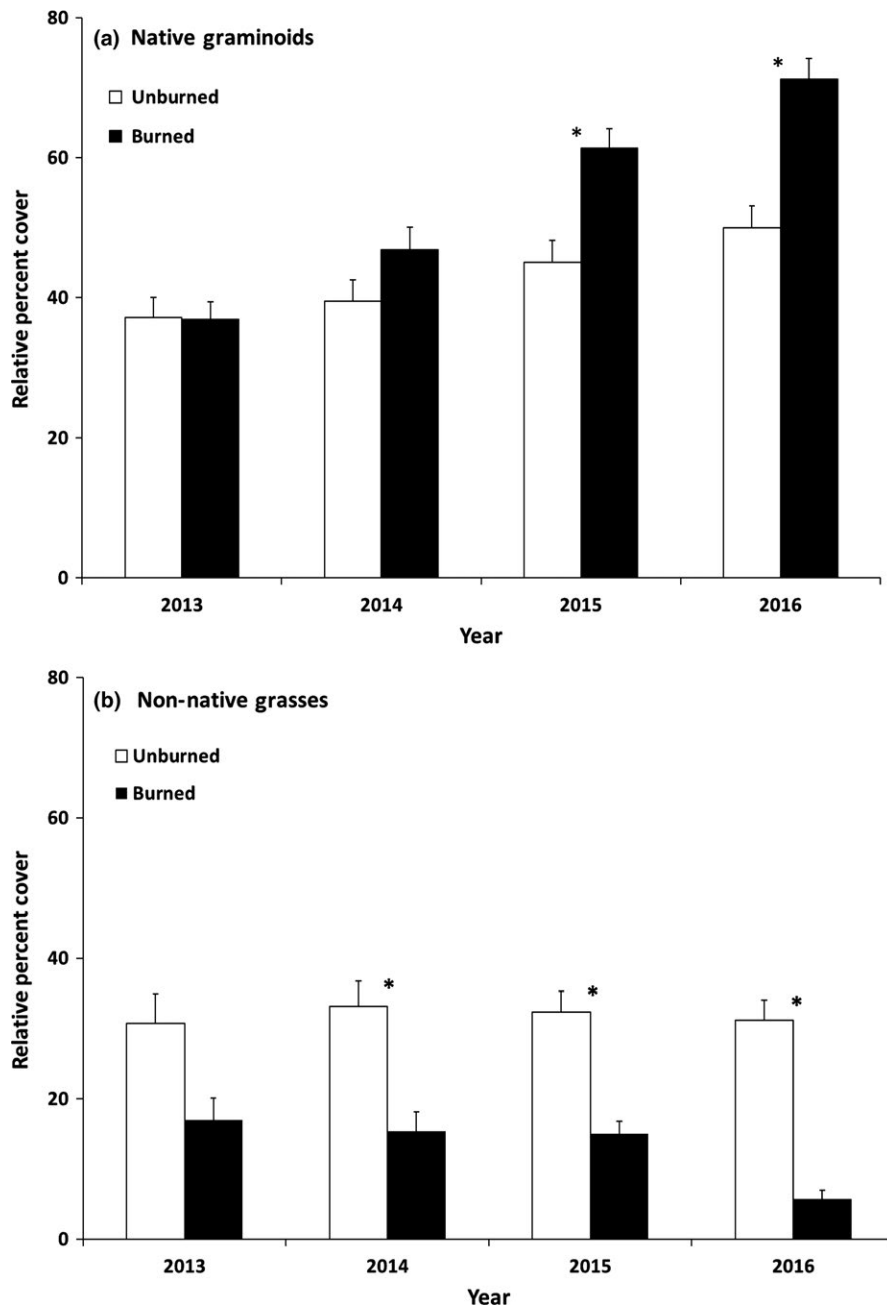 (a) Native graminoids
Unburned
Burned
80
60
40
20
0
Relative percent cover
*
*
2013 2014 2015 2016
Year
(b) Non-native grasses
Unburned
Burned
80
60
40
20
0
Relative percent cover
*
*
*
2013 2014 2015 2016
Year